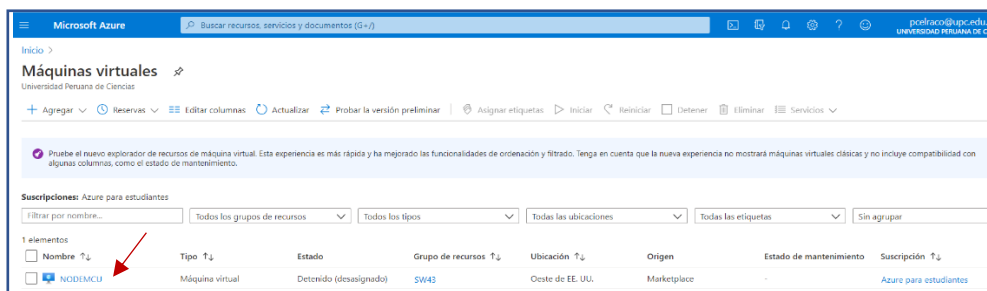 Microsoft Azure
Buscar recursos, servicios y documentos (G+/)
pcelraco@upc.edu.
UNIVERSIDAD PERUANA DE C
Inicio >
Máquinas virtuales
Universidad Peruana de Ciencias
Agregar Reservas Editar columnas Actualizar Probar la versión preliminar Asignar etiquetas Iniciar Reiniciar Detener Eliminar Servicios
Pruebe el nuevo explorador de recursos de máquina virtual. Esta experiencia es más rápida y ha mejorado las funcionalidades de ordenación y filtrado. Tenga en cuenta que la nueva experiencia no mostrará máquinas virtuales clásicas y no incluye compatibilidad con
algunas columnas, como el estado de mantenimiento.
Suscripciones: Azure para estudiantes
Filtrar por nombre... Todos los grupos de recursos Todos los tipos Todas las ubicaciones Todas las etiquetas Sin agrupar
1 elementos
Nombre ↑↓ Tipo ↑↓ Estado Grupo de recursos ↑↓ Ubicación ↑↓ Origen Estado de mantenimiento Suscripción ↑↓
NODEMCU Máquina virtual Detenido (desasignado) SW43 Oeste de EE. UU. Marketplace - Azure para estudiantes